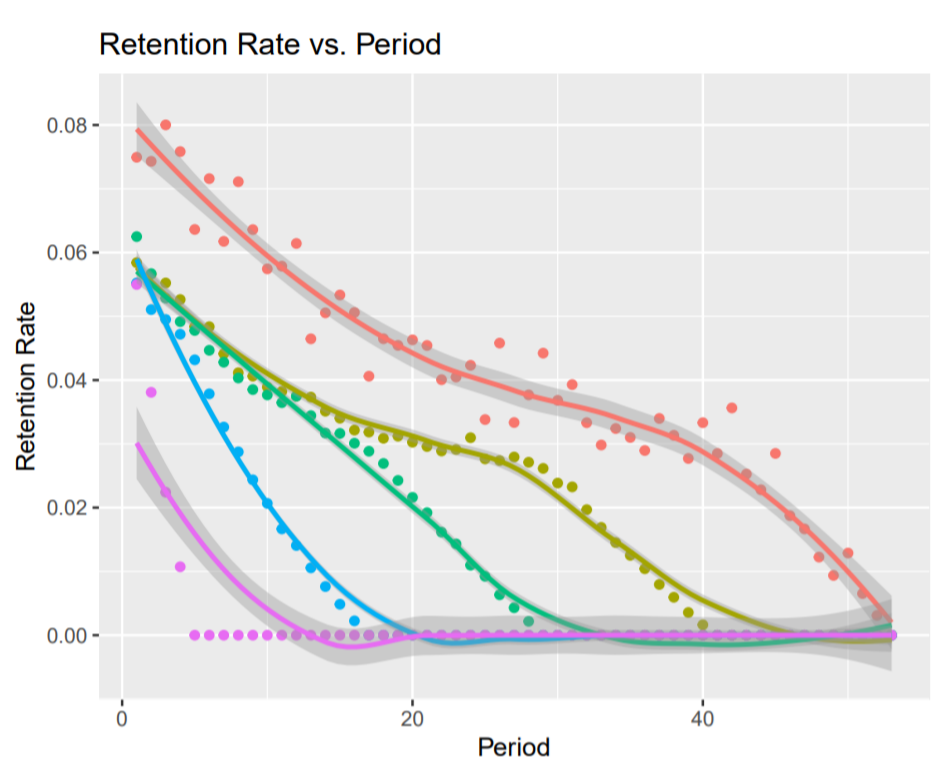 Retention Rate vs. Period
0.08
0.06
0.04
0.02
0.00
Retention Rate
0 20 40
Period